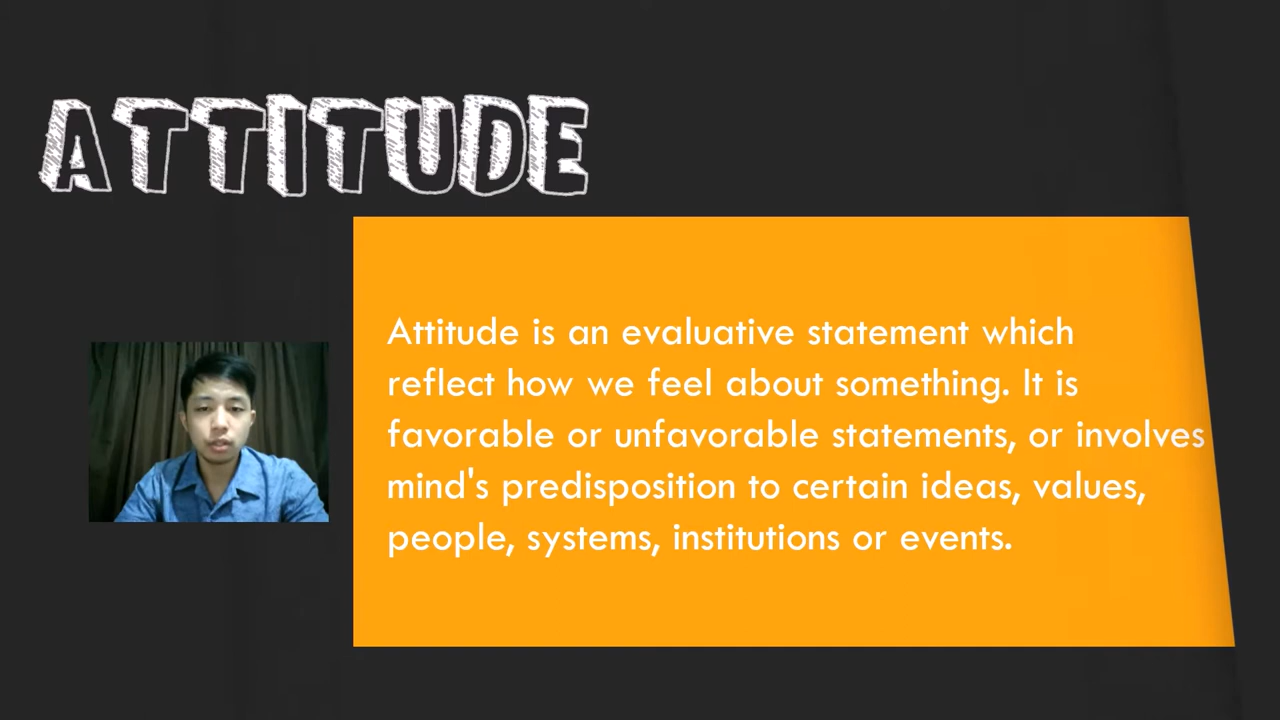 ATTITUDE
Attitude is an evaluative statement which
reflect how we feel about something. It is
favorable or unfavorable statements, or involves
mind's predisposition to certain ideas, values,
people, systems, institutions or events.